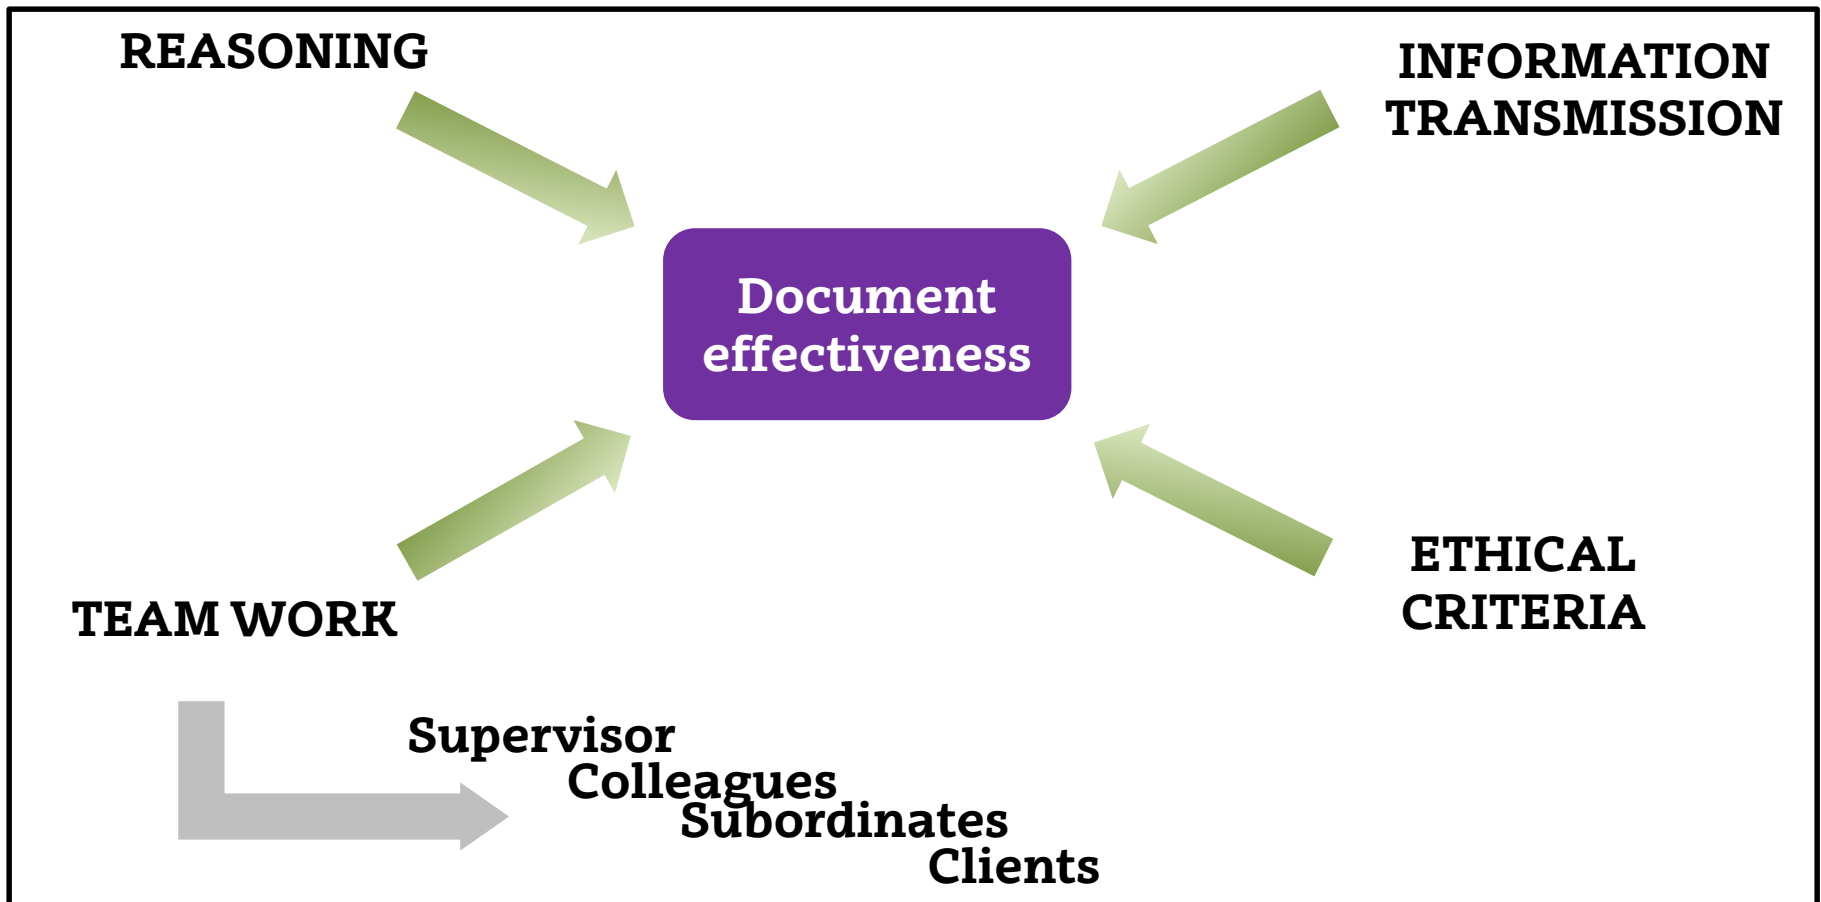 REASONING
INFORMATION
TRANSMISSION
Document
effectiveness
TEAM WORK
ETHICAL
CRITERIA
Supervisor
Colleagues
Subordinates
Clients